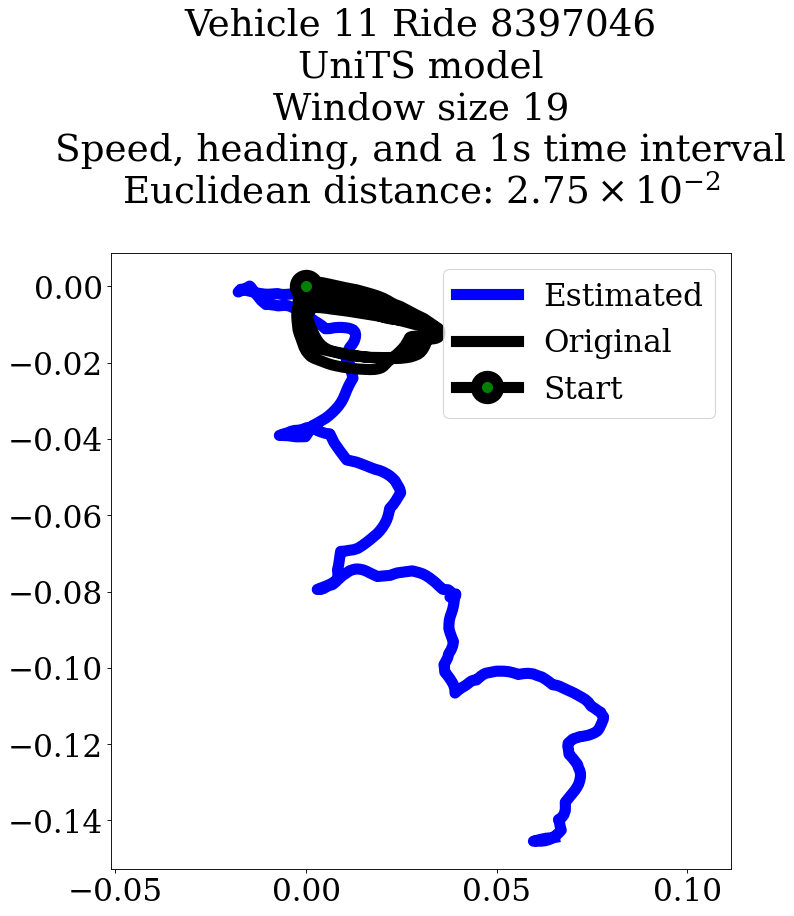 Vehicle 11 Ride 8397046
UniTS model
Window size 19
Speed, heading, and a 1s time interval
Euclidean distance: 2.75 × 10⁻²
Estimated
Original
Start
0.00
−0.02
−0.04
−0.06
−0.08
−0.10
−0.12
−0.14
−0.05
0.00
0.05
0.10